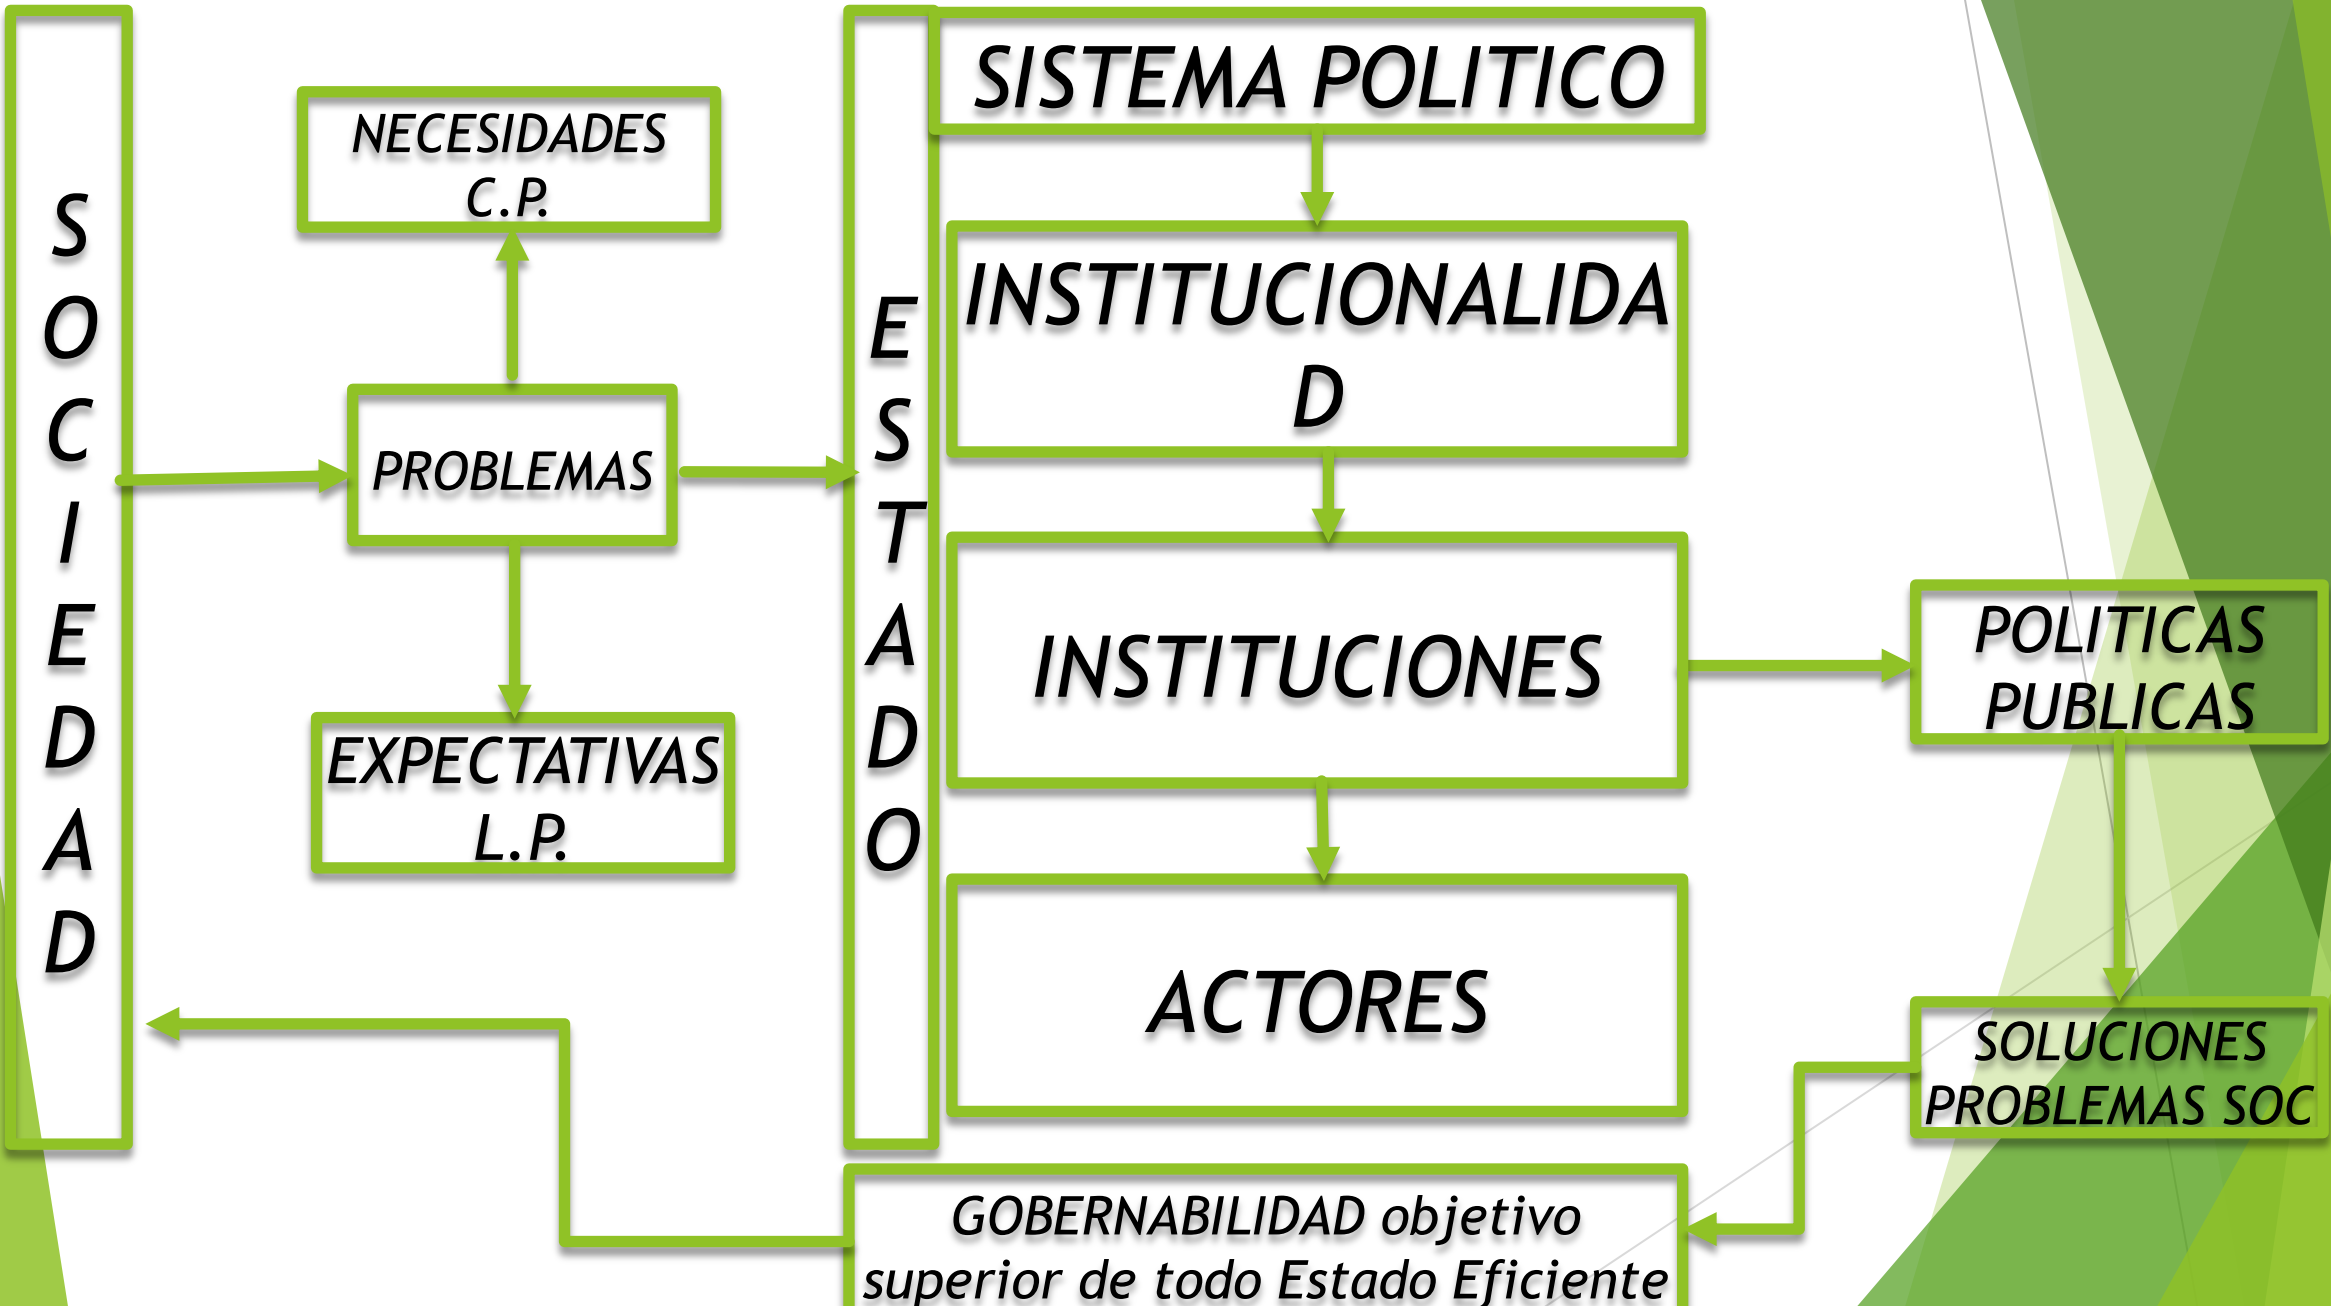 SOCIEDAD
NECESIDADES
C.P.
PROBLEMAS
EXPECTATIVAS
L.P.
ESTADO
SISTEMA POLITICO
INSTITUCIONALIDA
D
INSTITUCIONES
ACTORES
POLITICAS
PUBLICAS
SOLUCIONES
PROBLEMAS SOC
GOBERNABILIDAD objetivo
superior de todo Estado Eficiente